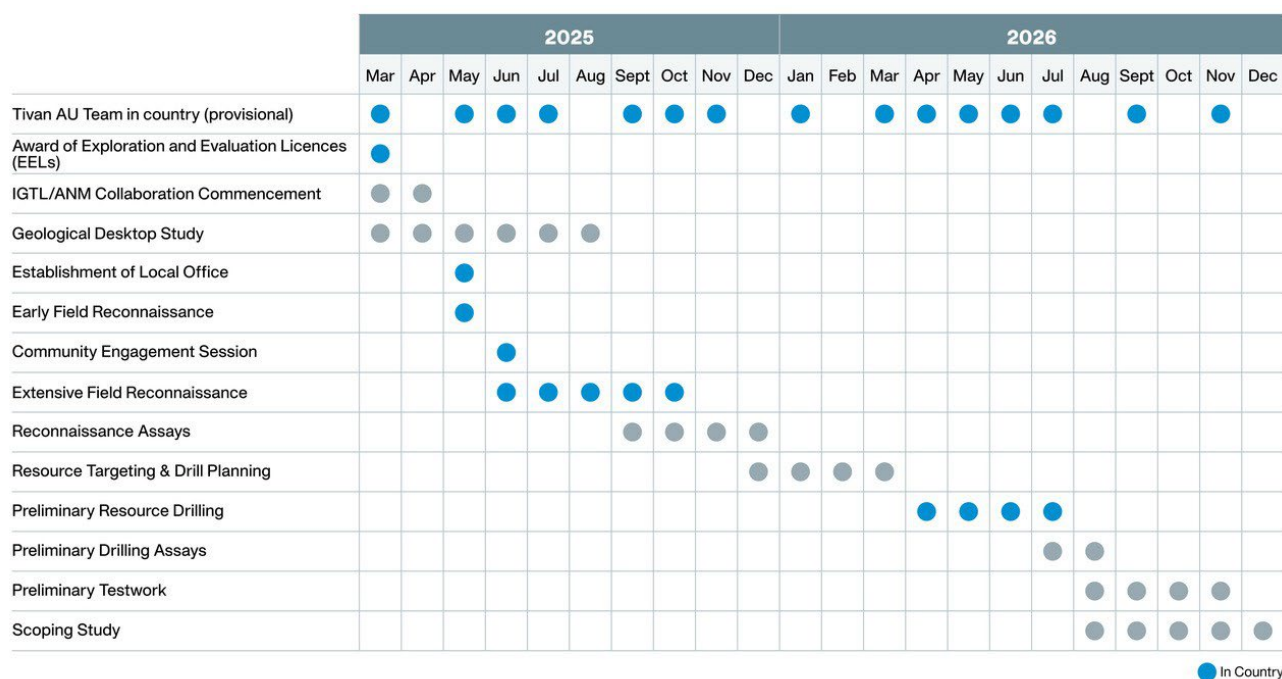 2025 2026
Mar Apr May Jun Jul Aug Sept Oct Nov Dec Jan Feb Mar Apr May Jun Jul Aug Sept Oct Nov Dec
Tivan AU Team in country (provisional)
Award of Exploration and Evaluation Licences
(EELs)
IGTL/ANM Collaboration Commencement
Geological Desktop Study
Establishment of Local Office
Early Field Reconnaissance
Community Engagement Session
Extensive Field Reconnaissance
Reconnaissance Assays
Resource Targeting & Drill Planning
Preliminary Resource Drilling
Preliminary Drilling Assays
Preliminary Testwork
Scoping Study
In Country